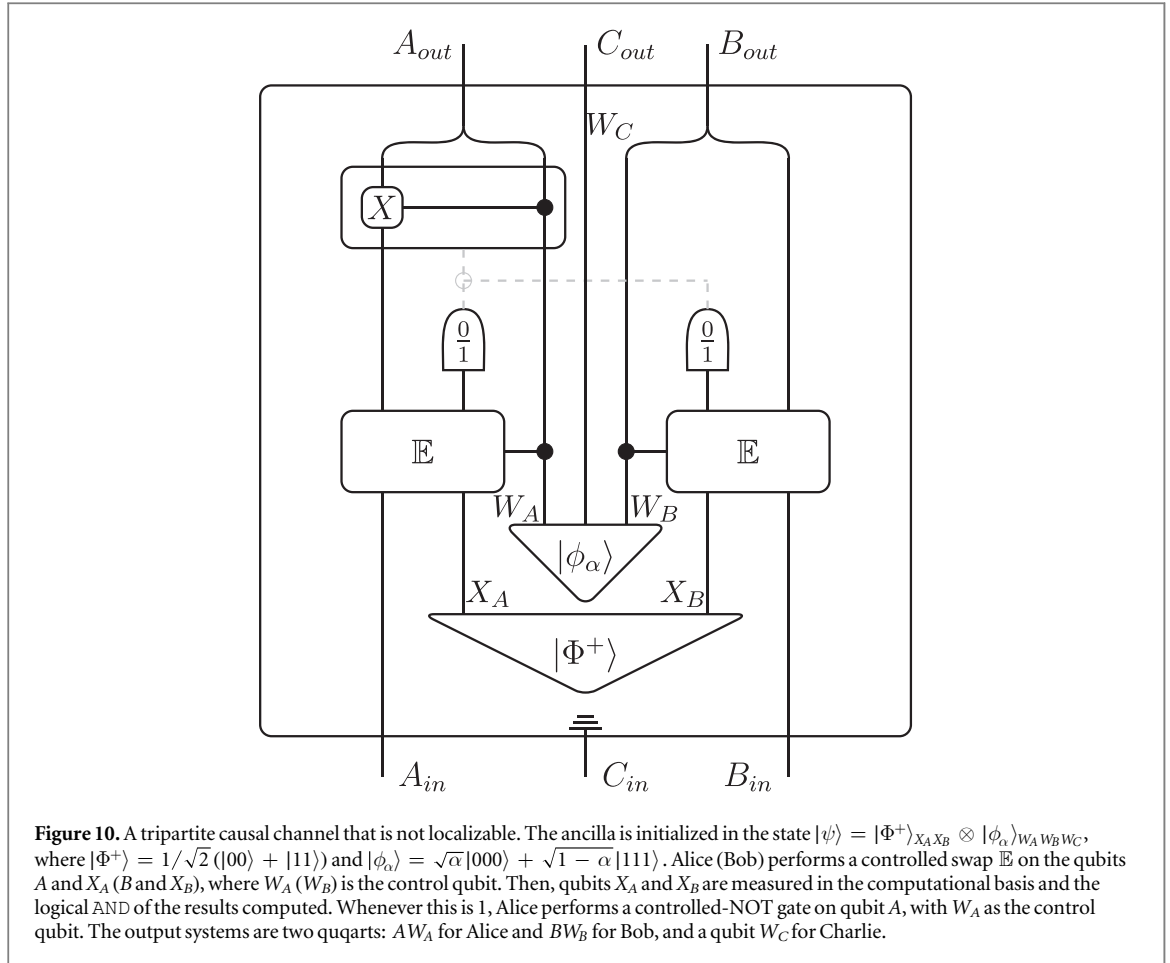 A_out C_out B_out
W_C
X
0/1 0/1
𝔼 𝔼
W_A W_B
|ϕ_α⟩
X_A X_B
|Φ⁺⟩
A_in C_in B_in
Figure 10. A tripartite causal channel that is not localizable. The ancilla is initialized in the state |ψ⟩ = |Φ⁺⟩_{X_A X_B} ⊗ |ϕ_α⟩_{W_A W_B W_C},
where |Φ⁺⟩ = 1/√2 (|00⟩ + |11⟩) and |ϕ_α⟩ = √α|000⟩ + √(1 − α)|111⟩. Alice (Bob) performs a controlled swap 𝔼 on the qubits
A and X_A (B and X_B), where W_A (W_B) is the control qubit. Then, qubits X_A and X_B are measured in the computational basis and the
logical AND of the results computed. Whenever this is 1, Alice performs a controlled-NOT gate on qubit A, with W_A as the control
qubit. The output systems are two ququarts: AW_A for Alice and BW_B for Bob, and a qubit W_C for Charlie.